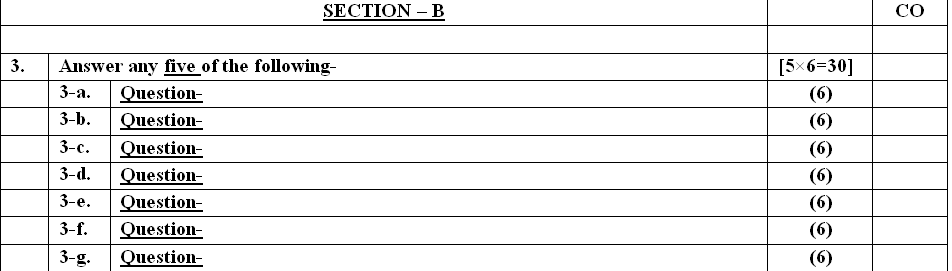 SECTION – B CO
3. Answer any five of the following- [5×6=30]
3-a. Question- (6)
3-b. Question- (6)
3-c. Question- (6)
3-d. Question- (6)
3-e. Question- (6)
3-f. Question- (6)
3-g. Question- (6)